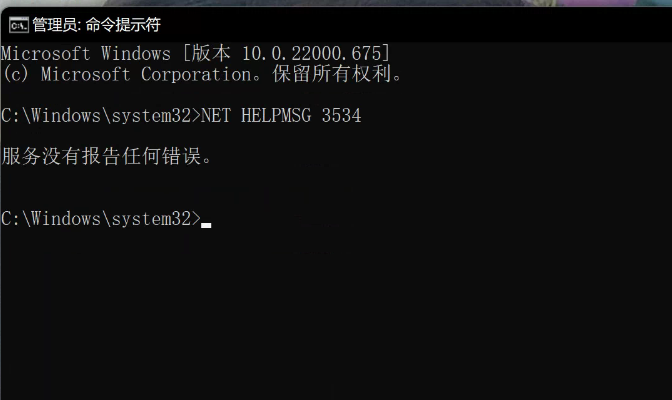 管理员: 命令提示符
Microsoft Windows [版本 10.0.22000.675]
(c) Microsoft Corporation。保留所有权利。
C:\Windows\system32>NET HELPMSG 3534
服务没有报告任何错误。
C:\Windows\system32>